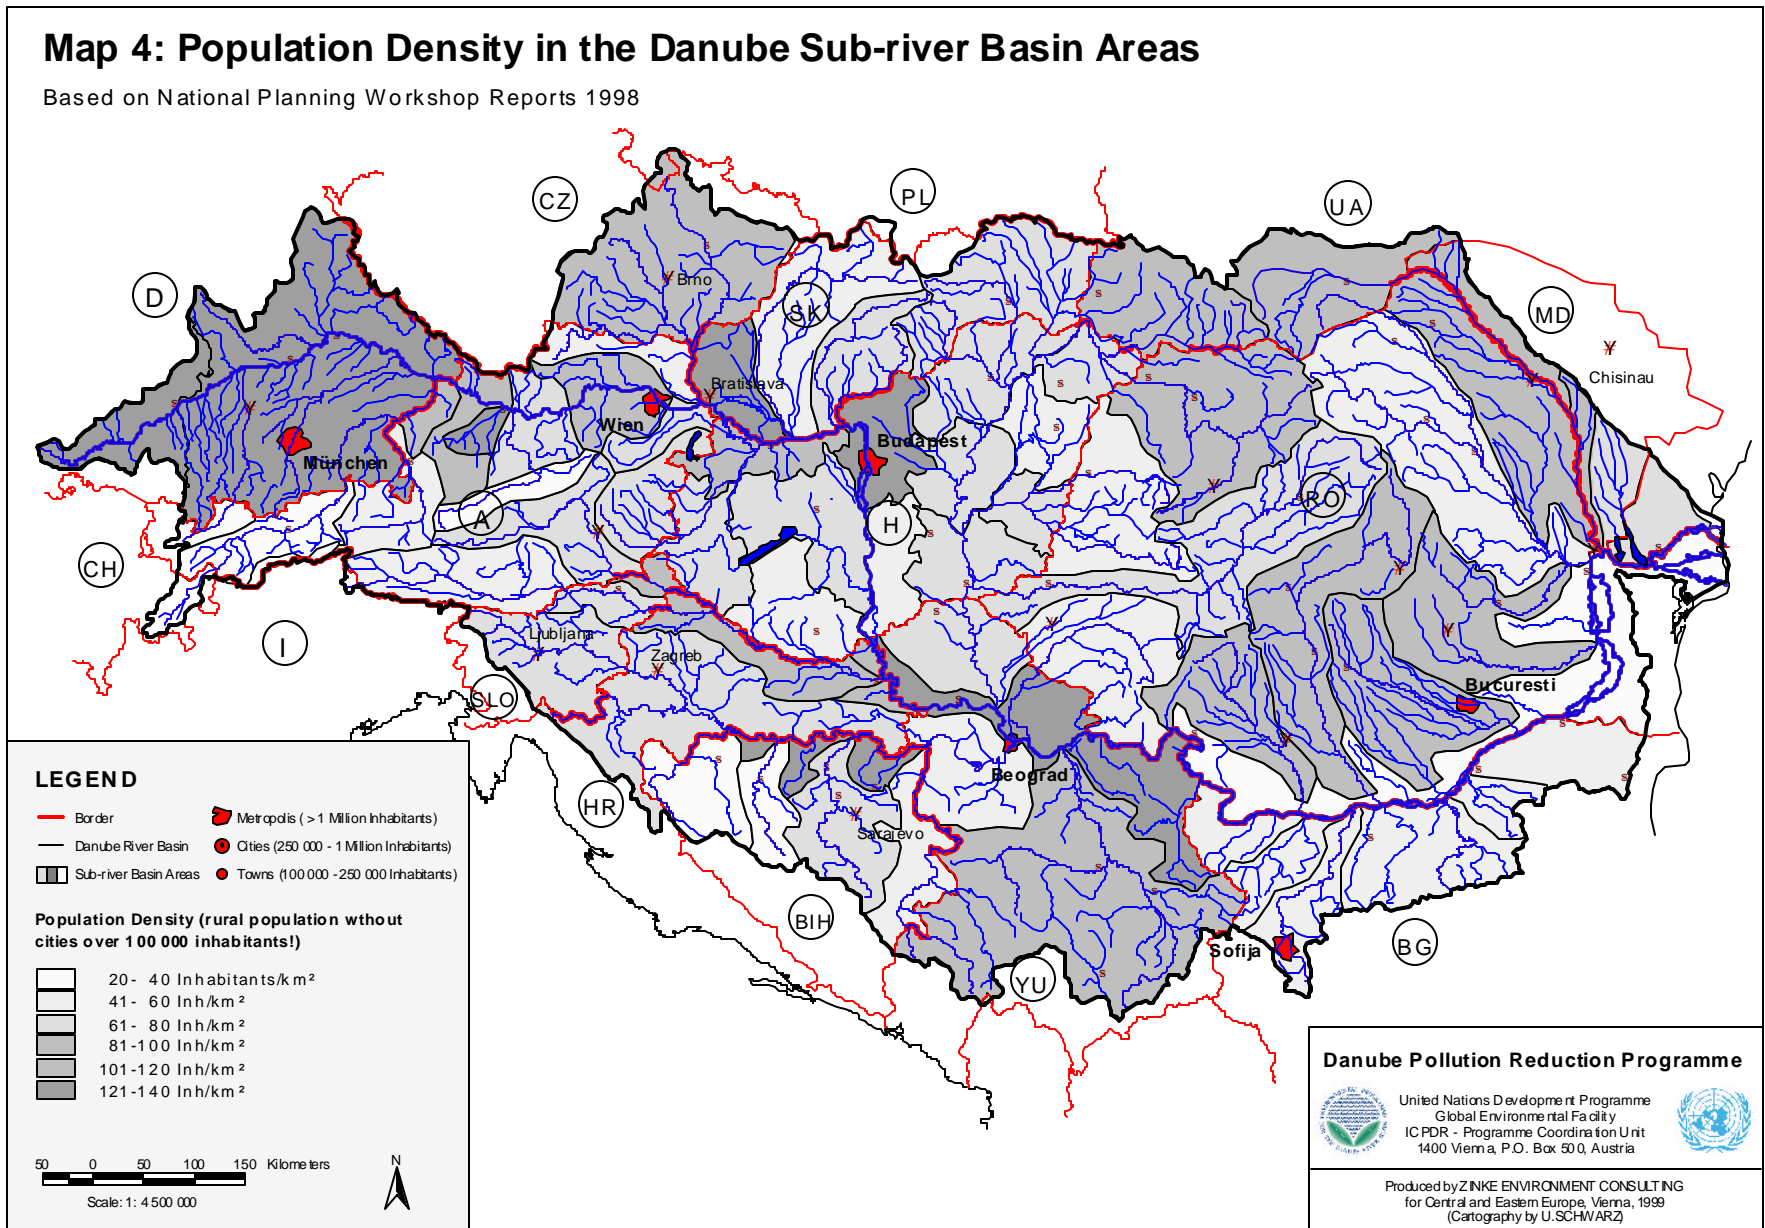 Map 4: Population Density in the Danube Sub-river Basin Areas
Based on National Planning Workshop Reports 1998
CZ
PL
UA
D
SK
MD
Brno
Chisinau
Bratislava
Wien
Budapest
München
A
H
RO
CH
I
Ljubljana
Zagreb
SLO
Bucuresti
Beograd
HR
Sarajevo
BIH
Sofija
BG
YU
LEGEND
Border
Danube River Basin
Sub-river Basin Areas
Metropolis ( >1 Million Inhabitants)
Cities (250 000 - 1 Million Inhabitants)
Towns (100 000 - 250 000 Inhabitants)
Population Density (rural population wthout
cities over 100 000 inhabitants!)
20- 40 Inhabitants/km²
41- 60 Inh/km²
61- 80 Inh/km²
81-100 Inh/km²
101-120 Inh/km²
121-140 Inh/km²
50 0 50 100 150 Kilometers
Scale: 1: 4 500 000
N
Danube Pollution Reduction Programme
United Nations Development Programme
Global Environmental Facility
ICPDR - Programme Coordination Unit
1400 Vienna, P.O. Box 500, Austria
Produced by ZINKE ENVIRONMENT CONSULTING
for Central and Eastern Europe, Vienna, 1999
(Cartography by U.SCHWARZ)